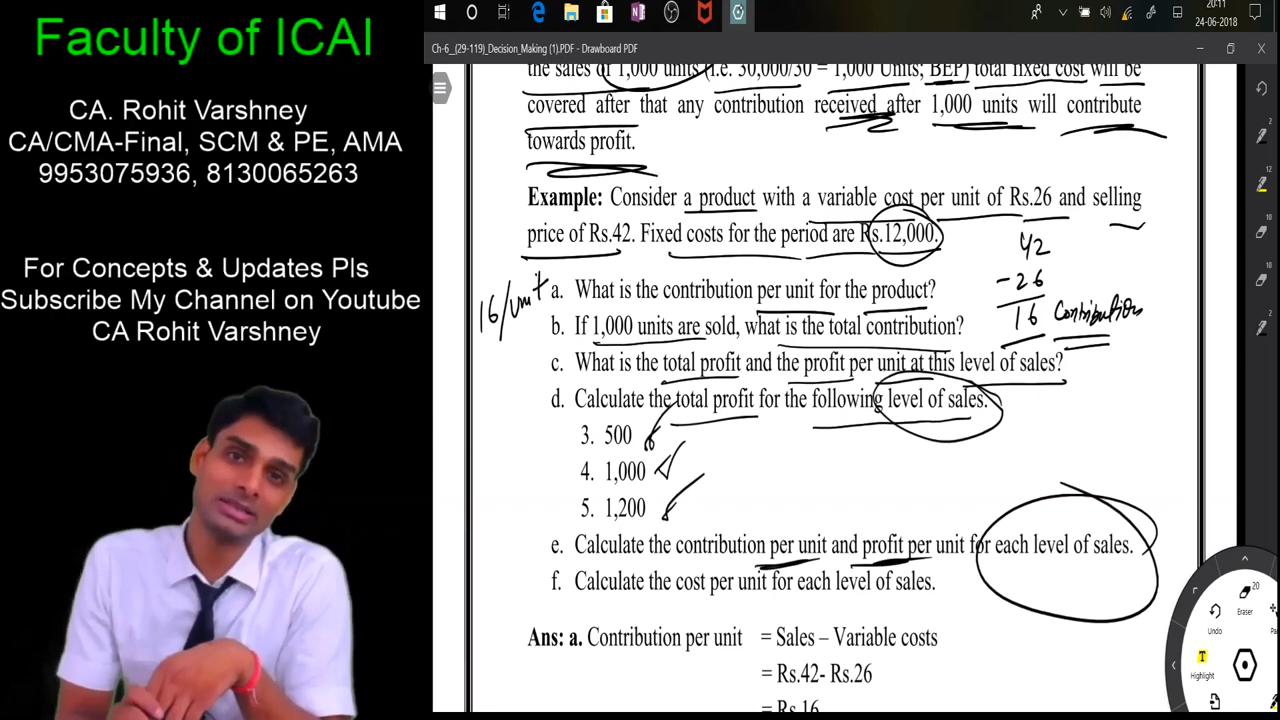 Faculty of ICAI
CA. Rohit Varshney
CA/CMA-Final, SCM & PE, AMA
9953075936, 8130065263
For Concepts & Updates Pls
Subscribe My Channel on Youtube
CA Rohit Varshney
20:11
24-06-2018
Ch-6_(29-119)_Decision_Making (1).PDF - Drawboard PDF
the sales of 1,000 units (i.e. 30,000/30 = 1,000 Units; BEP) total fixed cost will be
covered after that any contribution received after 1,000 units will contribute
towards profit.
Example: Consider a product with a variable cost per unit of Rs.26 and selling
price of Rs.42. Fixed costs for the period are Rs.12,000.
42
-26
16 Contribution
16/unit
a. What is the contribution per unit for the product?
b. If 1,000 units are sold, what is the total contribution?
c. What is the total profit and the profit per unit at this level of sales?
d. Calculate the total profit for the following level of sales.
3. 500
4. 1,000
5. 1,200
e. Calculate the contribution per unit and profit per unit for each level of sales.
f. Calculate the cost per unit for each level of sales.
Ans: a. Contribution per unit = Sales – Variable costs
= Rs.42- Rs.26
= Rs.16
20
Eraser
Undo
Highlight